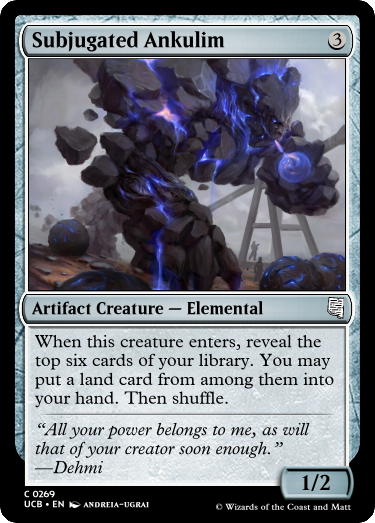 Subjugated Ankulim 3
Artifact Creature — Elemental
When this creature enters, reveal the
top six cards of your library. You may
put a land card from among them into
your hand. Then shuffle.
“All your power belongs to me, as will
that of your creator soon enough.”
—Dehmi
1/2
C 0269
UCB • EN ANDREIA-UGRAI
© Wizards of the Coast and Matt